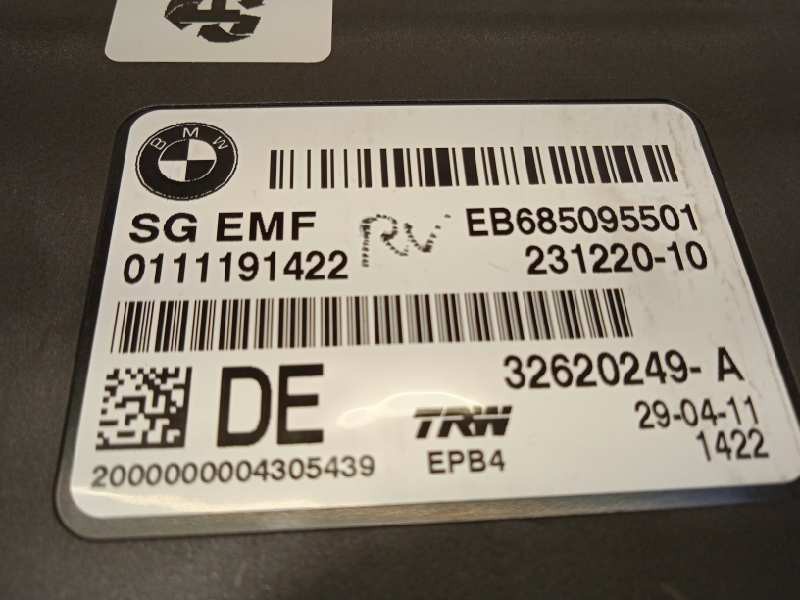 BMW
SG EMF
RV
EB685095501
0111191422
231220-10
DE
32620249- A
TRW
29-04-11
EPB4
1422
2000000004305439